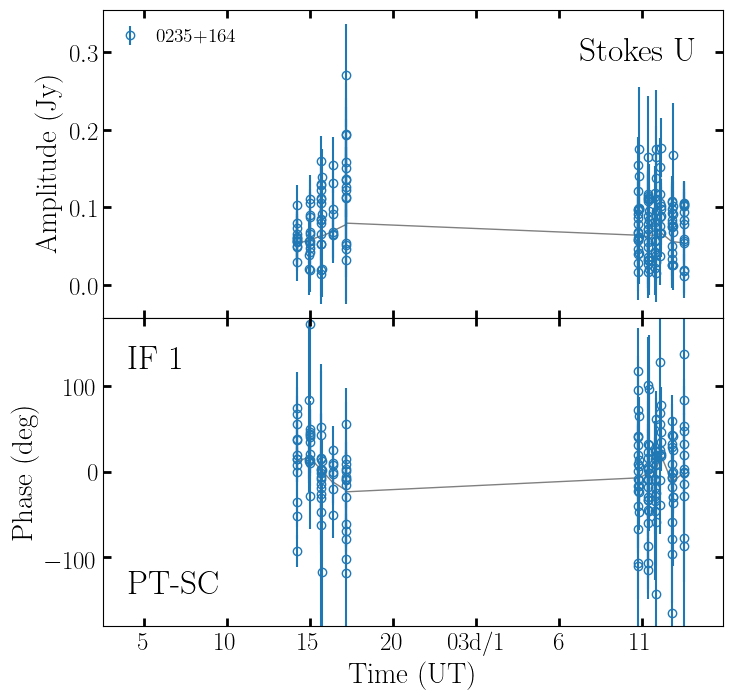 0235+164
Stokes U
0.3
0.2
0.1
0.0
Amplitude (Jy)
IF 1
100
0
−100
Phase (deg)
PT-SC
5 10 15 20 03d/1 6 11
Time (UT)